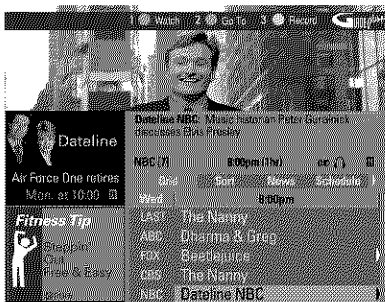 1 Watch 2 Go To 3 Record
Dateline NBC: Music historian Peter Guralnick
discusses Elvis Presley
Dateline
NBC (7) 8:00pm (1hr) cc
Air Force One retires
Mon. at 10:00
Grid Sort News Schedule
Wed 8:00pm
Fitness Tip
Steppin
Out
Free & Easy
LAST The Nanny
ABC Dharma & Greg
FOX Beetlejuice
CBS The Nanny
NBC Dateline NBC